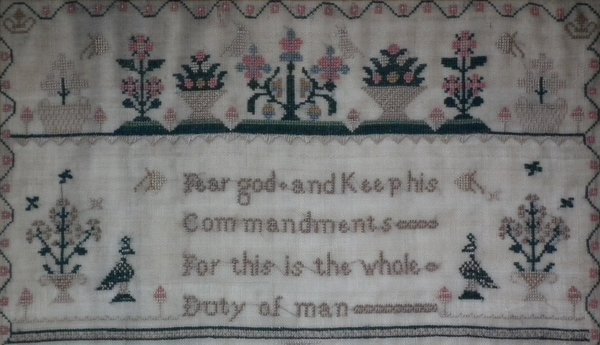 Fear god and Keep his
Commandments
For this is the whole
Duty of man